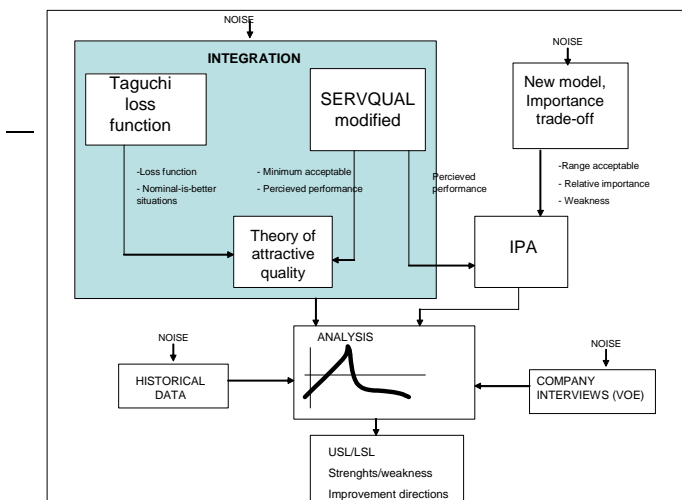 NOISE
INTEGRATION
NOISE
Taguchi
loss
function
SERVQUAL
modified
New model,
Importance
trade-off
-Loss function
- Nominal-is-better
situations
- Minimum acceptable
- Percieved performance
Percieved
performance
-Range acceptable
- Relative importance
- Weakness
Theory of
attractive
quality
IPA
NOISE
HISTORICAL
DATA
ANALYSIS
NOISE
COMPANY
INTERVIEWS (VOE)
USL/LSL
Strenghts/weakness
Improvement directions